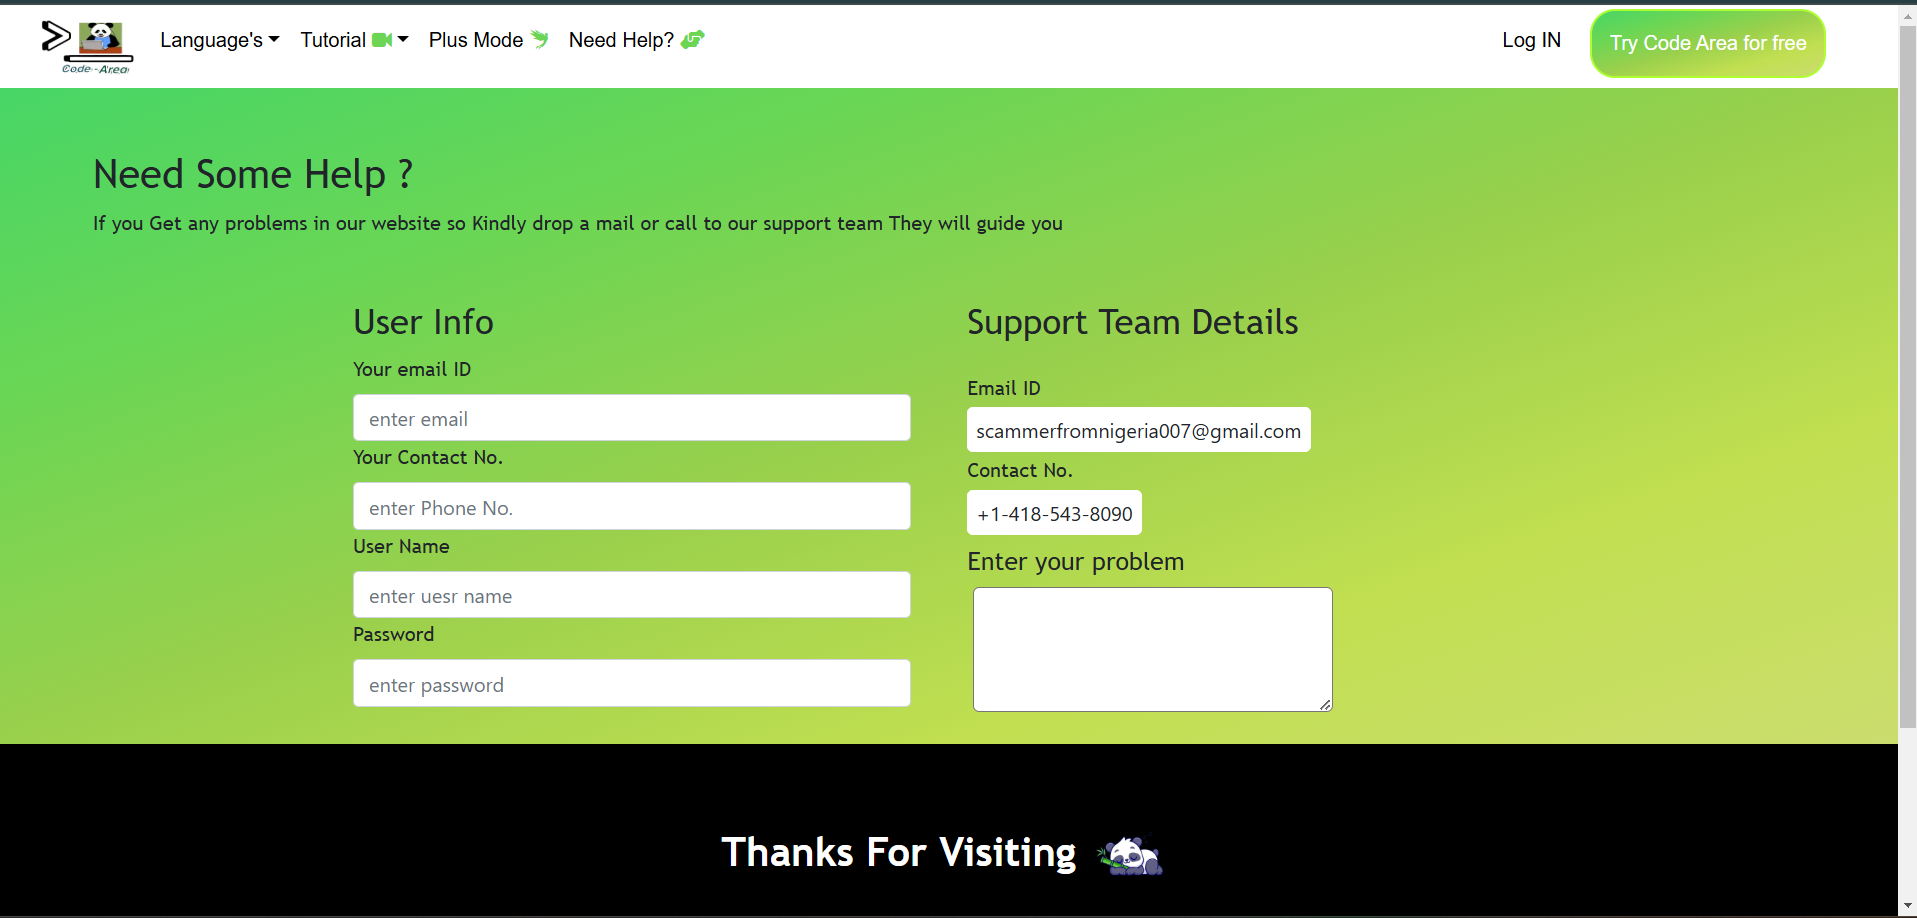 Code--Area
Language's Tutorial Plus Mode Need Help? Log IN Try Code Area for free
Need Some Help ?
If you Get any problems in our website so Kindly drop a mail or call to our support team They will guide you
User Info
Your email ID
enter email
Your Contact No.
enter Phone No.
User Name
enter uesr name
Password
enter password
Support Team Details
Email ID
scammerfromnigeria007@gmail.com
Contact No.
+1-418-543-8090
Enter your problem
Thanks For Visiting